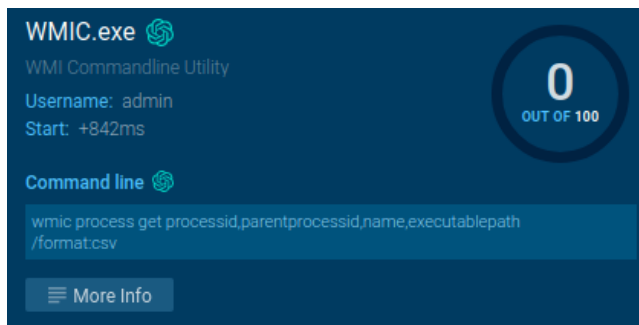 WMIC.exe
WMI Commandline Utility
Username: admin
Start: +842ms
0
OUT OF 100
Command line
wmic process get processid,parentprocessid,name,executablepath
/format:csv
More Info